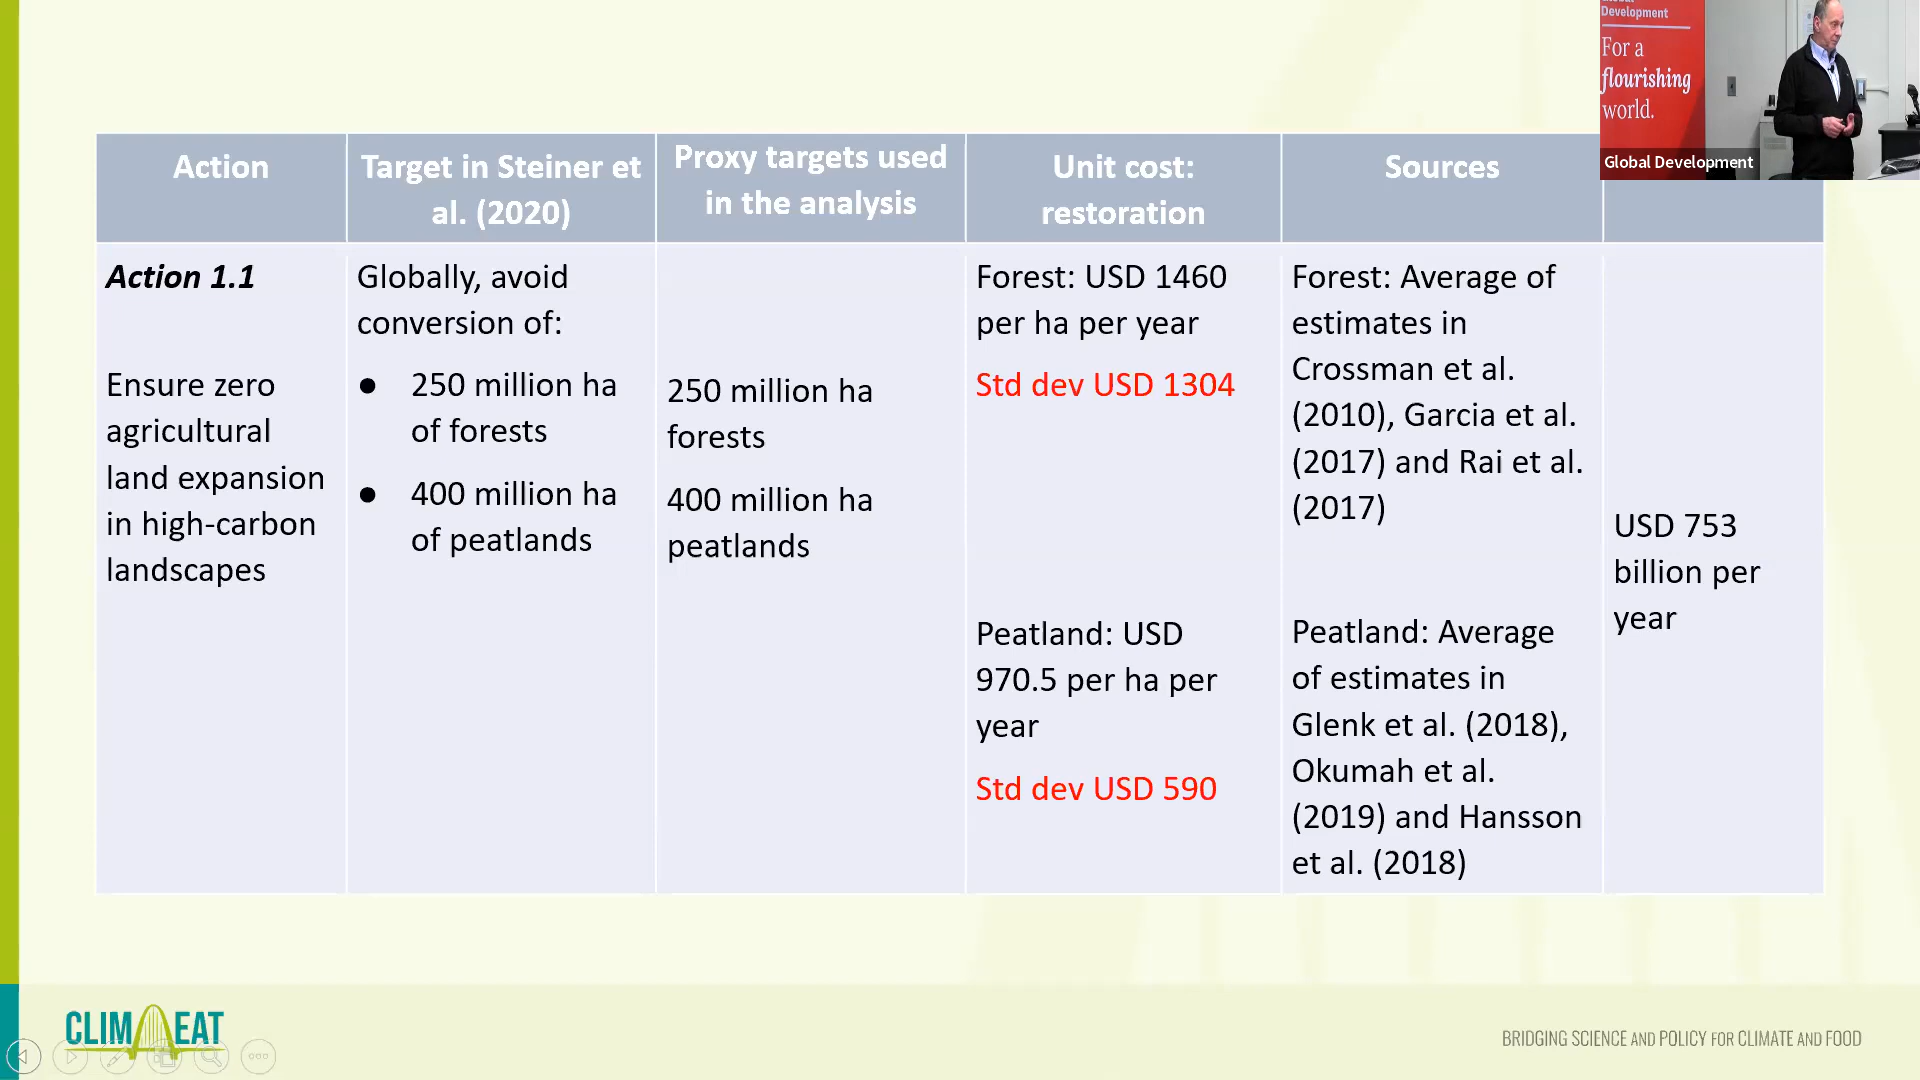 Action
Target in Steiner et
al. (2020)
Proxy targets used
in the analysis
Unit cost:
restoration
Sources
Action 1.1
Ensure zero
agricultural
land expansion
in high-carbon
landscapes
Globally, avoid
conversion of:
● 250 million ha
of forests
● 400 million ha
of peatlands
250 million ha
forests
400 million ha
peatlands
Forest: USD 1460
per ha per year
Std dev USD 1304
Peatland: USD
970.5 per ha per
year
Std dev USD 590
Forest: Average of
estimates in
Crossman et al.
(2010), Garcia et al.
(2017) and Rai et al.
(2017)
Peatland: Average
of estimates in
Glenk et al. (2018),
Okumah et al.
(2019) and Hansson
et al. (2018)
USD 753
billion per
year
Development
For a
flourishing
world.
Global Development
CLIM EAT
BRIDGING SCIENCE AND POLICY FOR CLIMATE AND FOOD